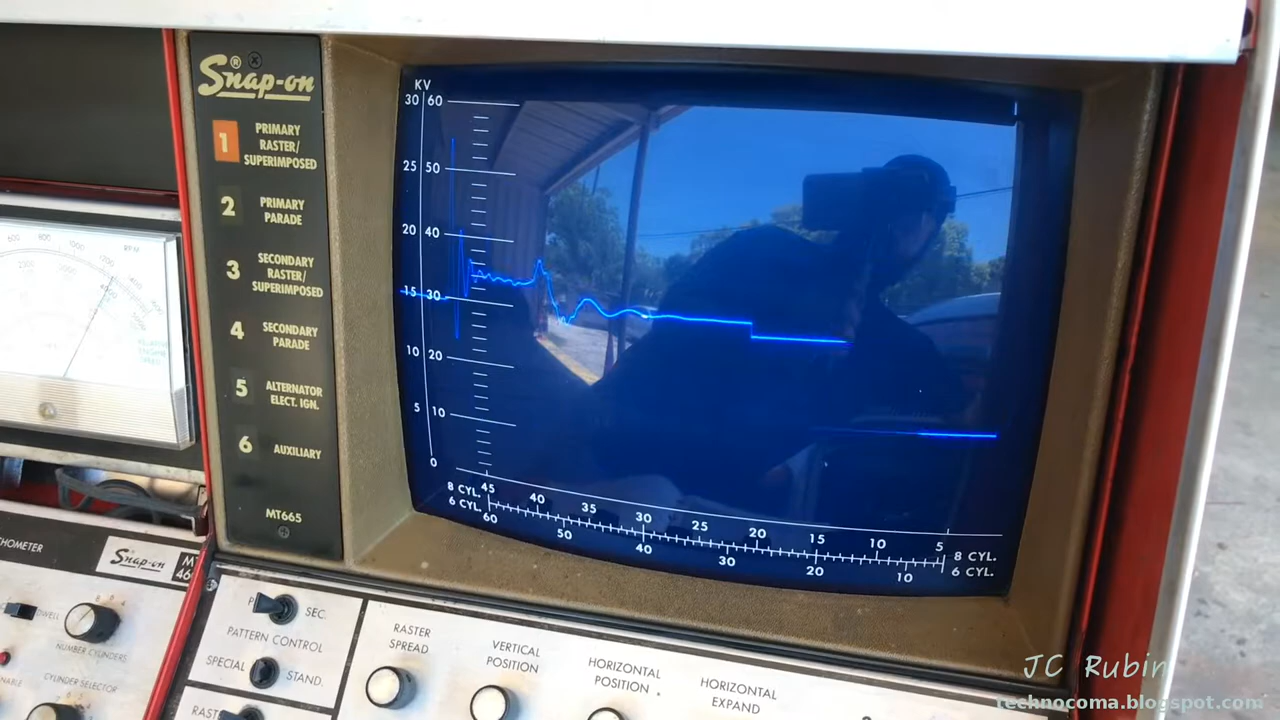 Snap-on ®
1 PRIMARY
RASTER/
SUPERIMPOSED
2 PRIMARY
PARADE
3 SECONDARY
RASTER/
SUPERIMPOSED
4 SECONDARY
PARADE
5 ALTERNATOR
ELECT. IGN.
6 AUXILIARY
MT665
KV
30 60
25 50
20 40
15 30
10 20
5 10
0
8 CYL. 45 40 35 30 25 20 15 10 5 8 CYL.
6 CYL. 60 50 40 30 20 10 6 CYL.
Snap-on
NUMBER CYLINDERS
CYLINDER SELECTOR
SEC.
PATTERN CONTROL
SPECIAL STAND.
RASTER
SPREAD
VERTICAL
POSITION
HORIZONTAL
POSITION
HORIZONTAL
EXPAND
JC Rubin
technocoma.blogspot.com